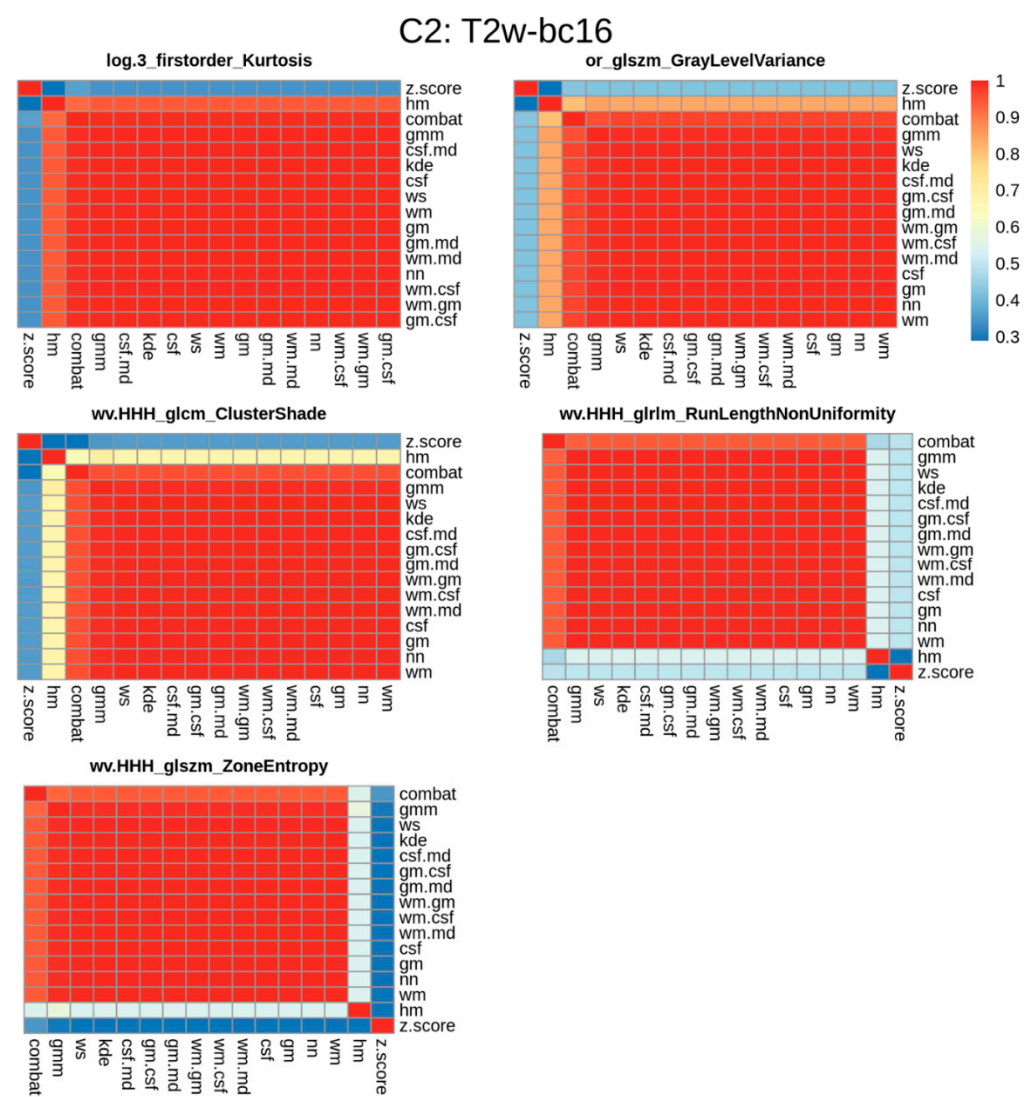 C2: T2w-bc16
log.3_firstorder_Kurtosis
z.score
hm
combat
gmm
csf.md
kde
csf
ws
wm
gm
gm.md
wm.md
nn
wm.csf
wm.gm
gm.csf
z.score hm combat gmm csf.md kde csf ws wm gm gm.md wm.md nn wm.csf wm.gm gm.csf
or_glszm_GrayLevelVariance
z.score
hm
combat
gmm
ws
kde
csf.md
gm.csf
gm.md
wm.gm
wm.csf
wm.md
csf
gm
nn
wm
z.score hm combat gmm ws kde csf.md gm.csf gm.md wm.gm wm.csf wm.md csf gm nn wm
1
0.9
0.8
0.7
0.6
0.5
0.4
0.3
wv.HHH_glcm_ClusterShade
z.score
hm
combat
gmm
ws
kde
csf.md
gm.csf
gm.md
wm.gm
wm.csf
wm.md
csf
gm
nn
wm
z.score hm combat gmm ws kde csf.md gm.csf gm.md wm.gm wm.csf wm.md csf gm nn wm
wv.HHH_glrlm_RunLengthNonUniformity
combat
gmm
ws
kde
csf.md
gm.csf
gm.md
wm.gm
wm.csf
wm.md
csf
gm
nn
wm
hm
z.score
combat gmm ws kde csf.md gm.csf gm.md wm.gm wm.csf wm.md csf gm nn wm hm z.score
wv.HHH_glszm_ZoneEntropy
combat
gmm
ws
kde
csf.md
gm.csf
gm.md
wm.gm
wm.csf
wm.md
csf
gm
nn
wm
hm
z.score
combat gmm ws kde csf.md gm.csf gm.md wm.gm wm.csf wm.md csf gm nn wm hm z.score